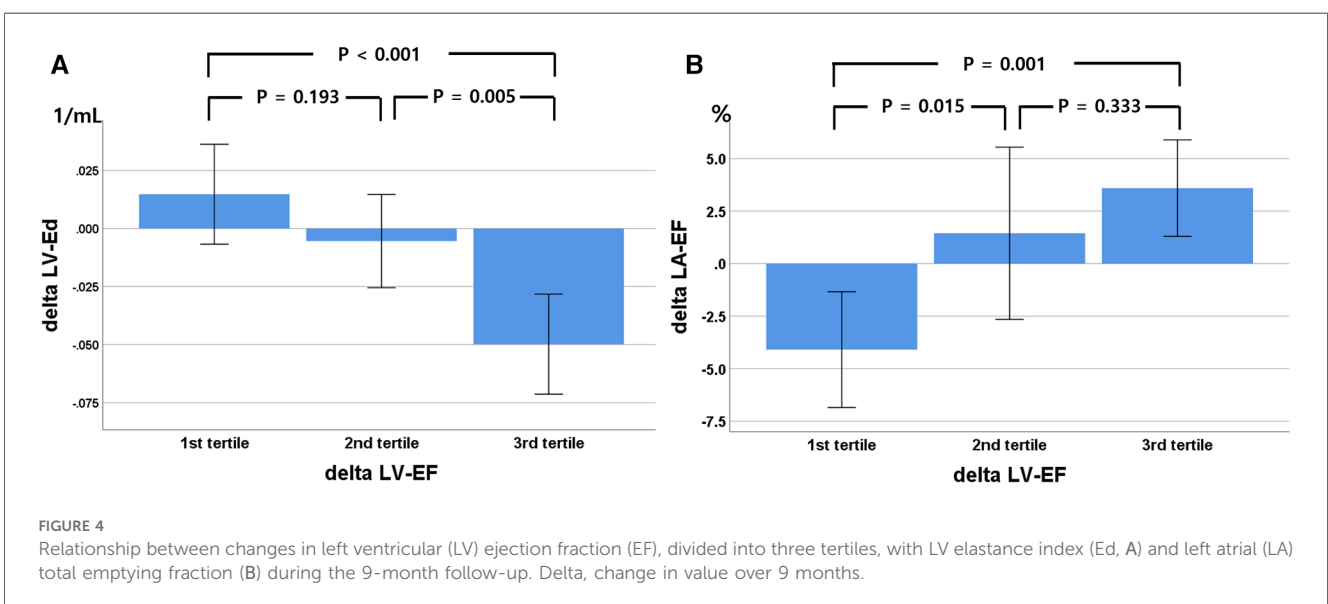 A
P < 0.001
P = 0.193
P = 0.005
1/mL
.025
.000
-.025
-.050
-.075
delta LV-Ed
1st tertile
2nd tertile
3rd tertile
delta LV-EF
B
P = 0.001
P = 0.015
P = 0.333
%
5.0
2.5
.0
-2.5
-5.0
-7.5
delta LA-EF
1st tertile
2nd tertile
3rd tertile
delta LV-EF
FIGURE 4
Relationship between changes in left ventricular (LV) ejection fraction (EF), divided into three tertiles, with LV elastance index (Ed, A) and left atrial (LA)
total emptying fraction (B) during the 9-month follow-up. Delta, change in value over 9 months.